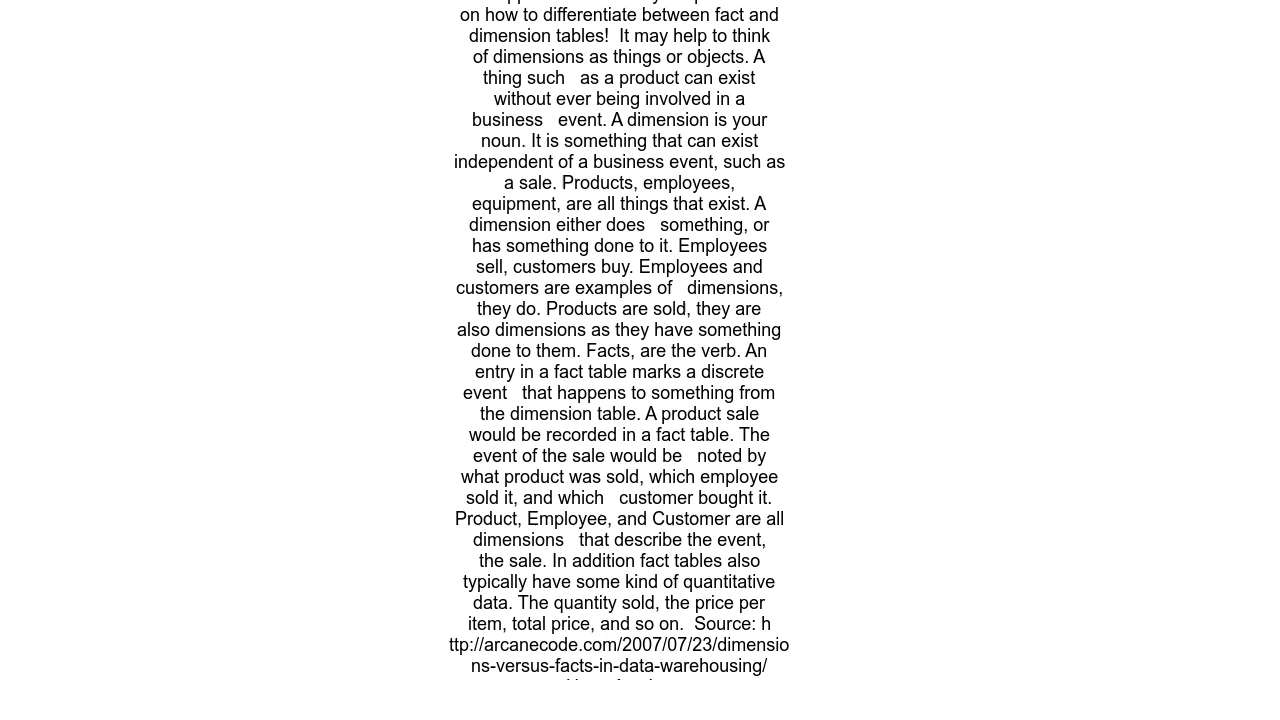 on how to differentiate between fact and
dimension tables!  It may help to think
of dimensions as things or objects. A
thing such   as a product can exist
without ever being involved in a
business   event. A dimension is your
noun. It is something that can exist
independent of a business event, such as
a sale. Products, employees,
equipment, are all things that exist. A
dimension either does   something, or
has something done to it. Employees
sell, customers buy. Employees and
customers are examples of   dimensions,
they do. Products are sold, they are
also dimensions as they have something
done to them. Facts, are the verb. An
entry in a fact table marks a discrete
event   that happens to something from
the dimension table. A product sale
would be recorded in a fact table. The
event of the sale would be   noted by
what product was sold, which employee
sold it, and which   customer bought it.
Product, Employee, and Customer are all
dimensions   that describe the event,
the sale. In addition fact tables also
typically have some kind of quantitative
data. The quantity sold, the price per
item, total price, and so on.  Source: h
ttp://arcanecode.com/2007/07/23/dimensio
ns-versus-facts-in-data-warehousing/